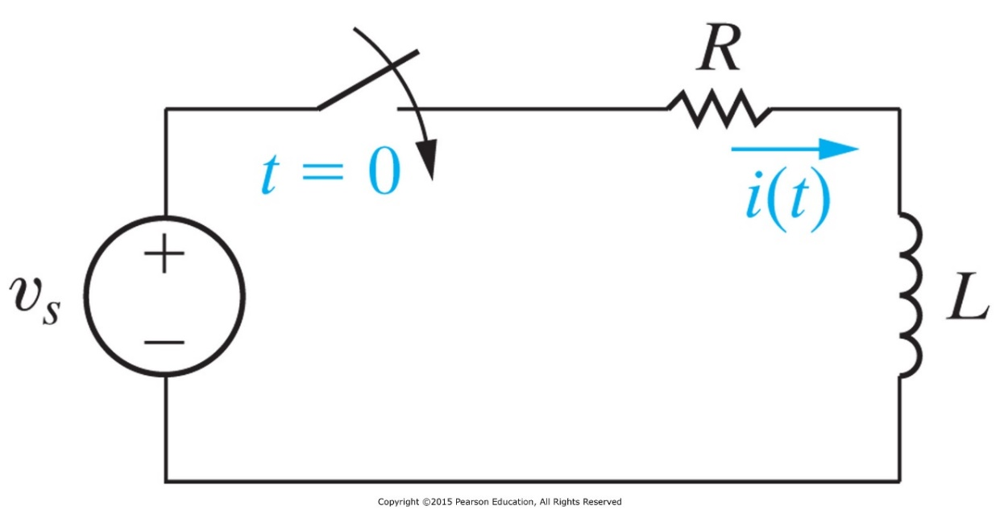 R
t = 0
i(t)
+
v_s
−
L
Copyright ©2015 Pearson Education, All Rights Reserved